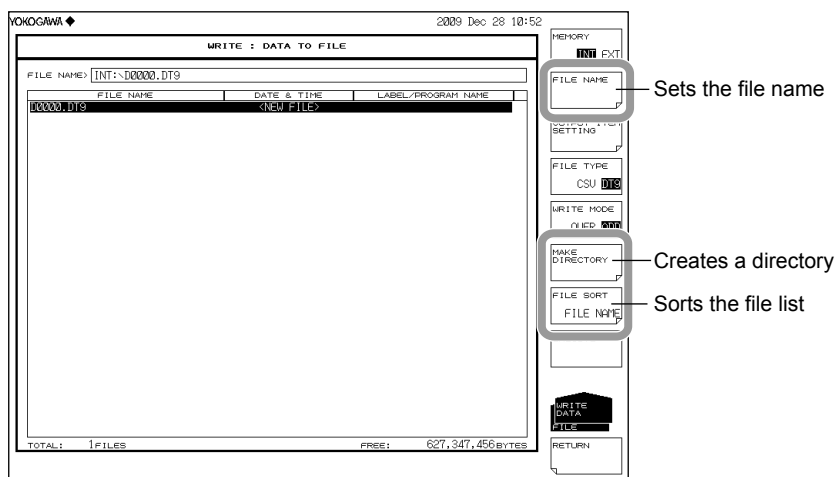 YOKOGAWA ◆ 2009 Dec 28 10:52
WRITE : DATA TO FILE
FILE NAME> INT:\D0000.DT9
FILE NAME DATE & TIME LABEL/PROGRAM NAME
D0000.DT9 <NEW FILE>
TOTAL: 1FILES FREE: 627,347,456BYTES
MEMORY
INT EXT
FILE NAME
Sets the file name
SETTING
FILE TYPE
CSV DT9
WRITE MODE
OVER ADD
MAKE
DIRECTORY
Creates a directory
FILE SORT
FILE NAME
Sorts the file list
WRITE
DATA
FILE
RETURN